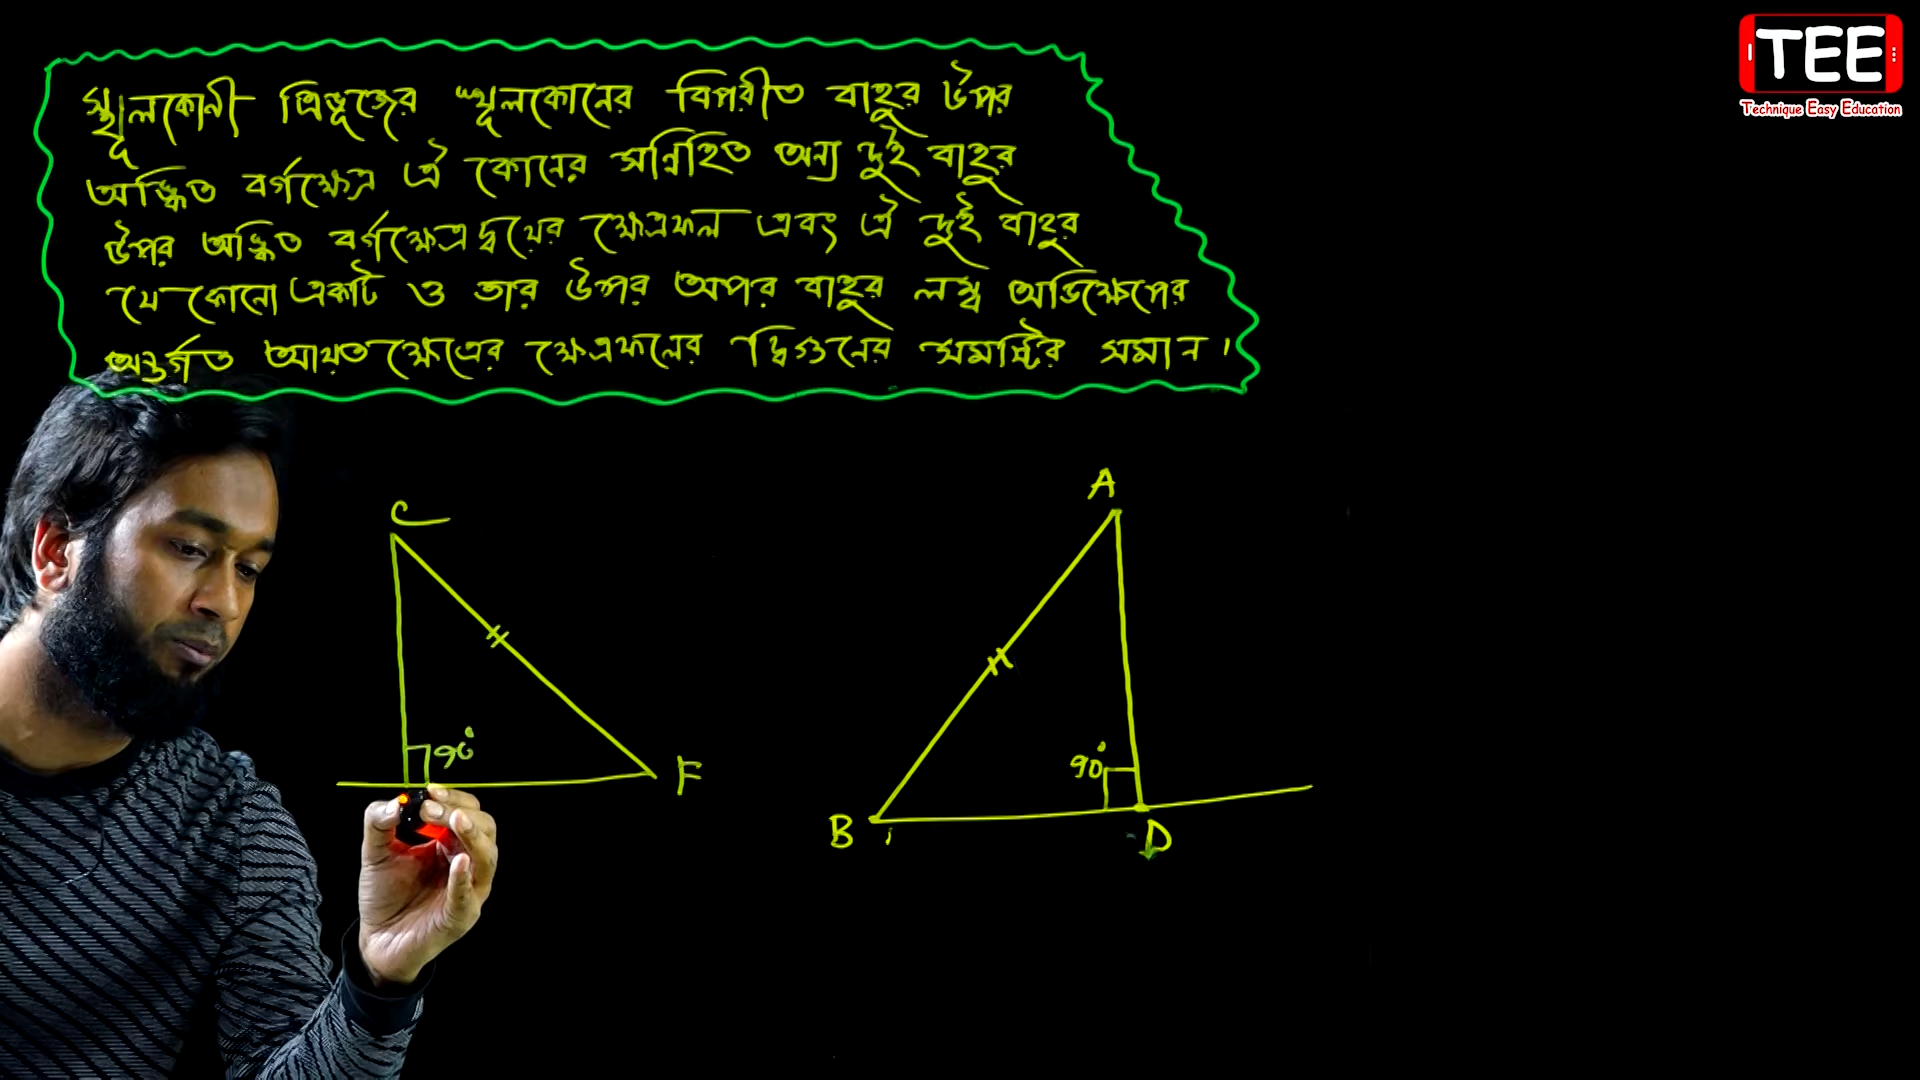 TEE
Technique Easy Education
স্থূলকোনী ত্রিভূজের স্থূলকোনের বিপরীত বাহুর উপর
অঙ্কিত বর্গক্ষেত্র ঐ কোনের সন্নিহিত অন্য দুই বাহুর
উপর অঙ্কিত বর্গক্ষেত্রদ্বয়ের ক্ষেত্রফল এবং ঐ দুই বাহুর
যে কোনো একটি ও তার উপর অপর বাহুর লম্ব অভিক্ষেপের
অন্তর্গত আয়তক্ষেত্রের ক্ষেত্রফলের দ্বিগুনের সমষ্টির সমান।
C
90°
F
A
90°
B
D